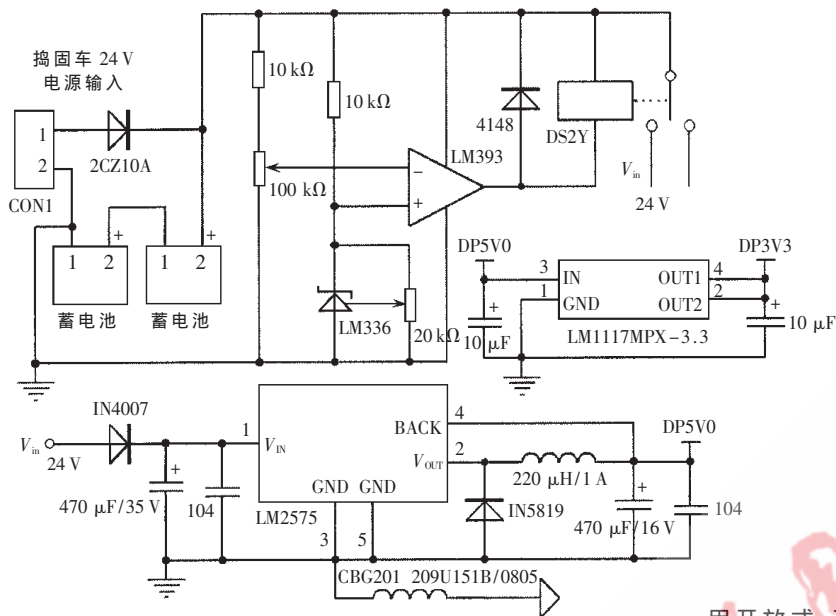 捣固车 24 V
电源输入
1
2
CON1
2CZ10A
10 kΩ
10 kΩ
100 kΩ
LM393
−
+
4148
DS2Y
Vin
24 V
1
2
+
蓄电池
1
2
+
蓄电池
LM336
20 kΩ
DP5V0
3
1
IN
GND
OUT1
OUT2
4
2
DP3V3
+
10 μF
LM1117MPX-3.3
+
10 μF
IN4007
Vin
24 V
+
470 μF/35 V
104
1
VIN
BACK
VOUT
GND
GND
4
2
LM2575
3
5
220 μH/1 A
IN5819
DP5V0
+
470 μF/16 V
104
CBG201 209U151B/0805